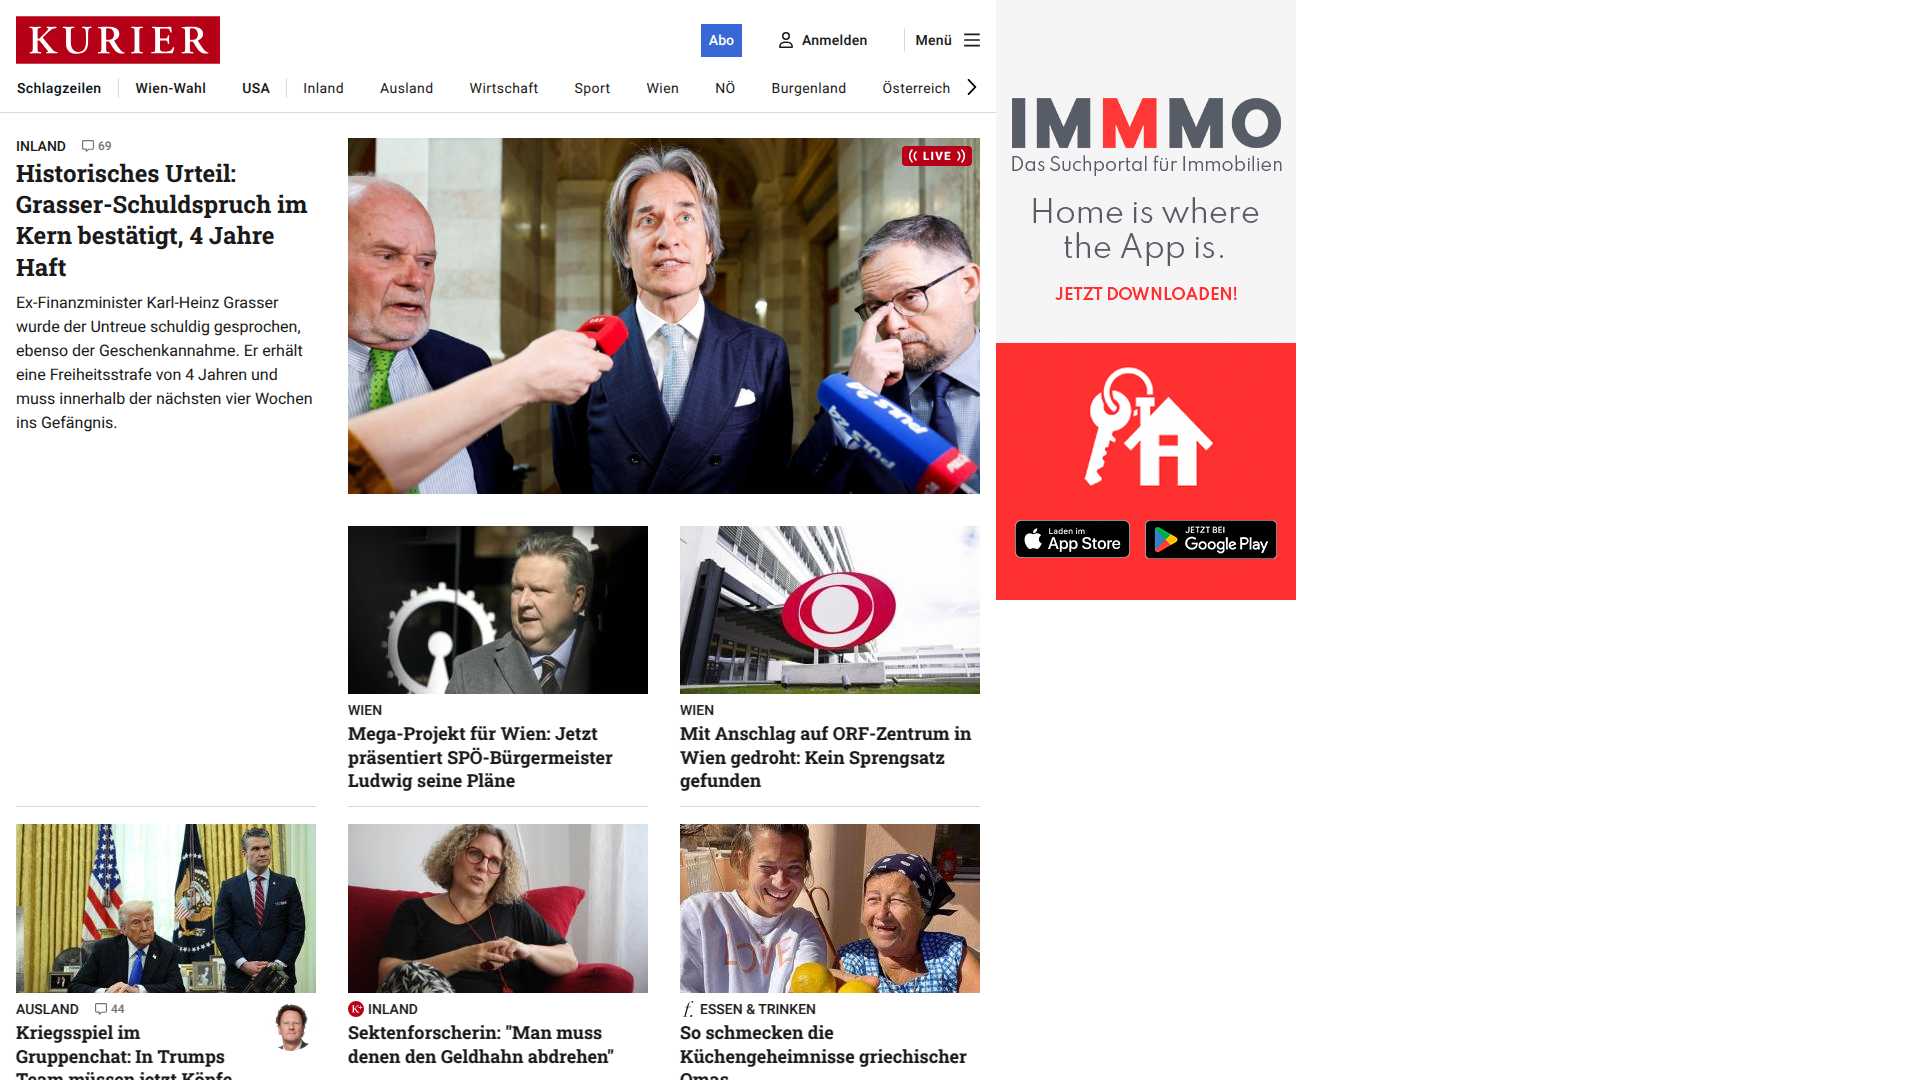 KURIER
Abo
Anmelden
Menü
Schlagzeilen
Wien-Wahl
USA
Inland
Ausland
Wirtschaft
Sport
Wien
NÖ
Burgenland
Österreich
INLAND
69
Historisches Urteil:
Grasser-Schuldspruch im
Kern bestätigt, 4 Jahre
Haft
Ex-Finanzminister Karl-Heinz Grasser
wurde der Untreue schuldig gesprochen,
ebenso der Geschenkannahme. Er erhält
eine Freiheitsstrafe von 4 Jahren und
muss innerhalb der nächsten vier Wochen
ins Gefängnis.
LIVE
ORF
PULS 24
PULS 24
WIEN
Mega-Projekt für Wien: Jetzt
präsentiert SPÖ-Bürgermeister
Ludwig seine Pläne
WIEN
Mit Anschlag auf ORF-Zentrum in
Wien gedroht: Kein Sprengsatz
gefunden
AUSLAND
44
Kriegsspiel im
Gruppenchat: In Trumps
Team müssen jetzt Köpfe
K+
INLAND
Sektenforscherin: "Man muss
denen den Geldhahn abdrehen"
LOVE
f.
ESSEN & TRINKEN
So schmecken die
Küchengeheimnisse griechischer
Omas
IMMMO
Das Suchportal für Immobilien
Home is where
the App is.
JETZT DOWNLOADEN!
Laden im
App Store
JETZT BEI
Google Play